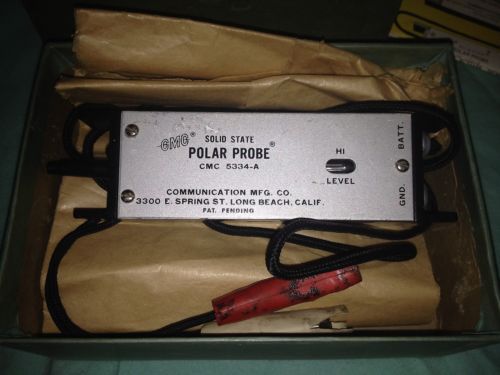 CMC® SOLID STATE
POLAR PROBE®
CMC 5334-A
HI
LEVEL
BATT.
GND.
COMMUNICATION MFG. CO.
3300 E. SPRING ST. LONG BEACH, CALIF.
PAT. PENDING